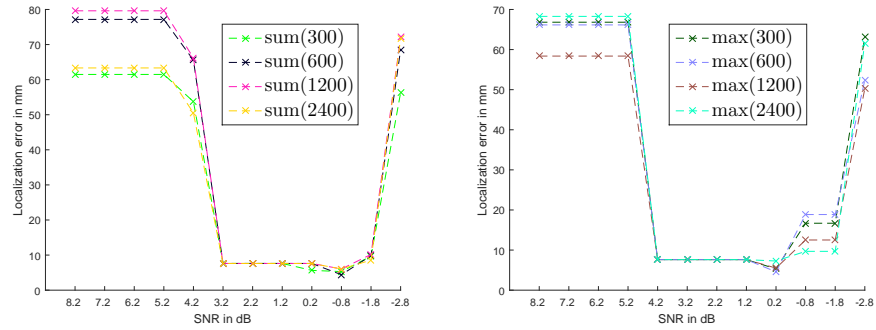 80
70
60
50
40
30
20
10
0
Localization error in mm
sum(300)
sum(600)
sum(1200)
sum(2400)
8.2 7.2 6.2 5.2 4.2 3.2 2.2 1.2 0.2 -0.8 -1.8 -2.8
SNR in dB
70
60
50
40
30
20
10
0
Localization error in mm
max(300)
max(600)
max(1200)
max(2400)
8.2 7.2 6.2 5.2 4.2 3.2 2.2 1.2 0.2 -0.8 -1.8 -2.8
SNR in dB